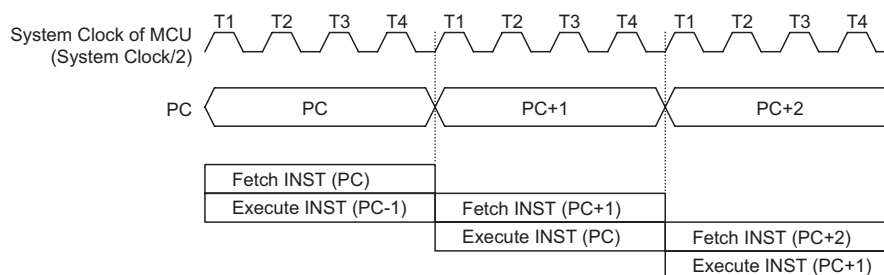 T1 T2 T3 T4 T1 T2 T3 T4 T1 T2 T3 T4
System Clock of MCU
(System Clock/2)
PC PC PC+1 PC+2
Fetch INST (PC)
Execute INST (PC-1) Fetch INST (PC+1)
Execute INST (PC) Fetch INST (PC+2)
Execute INST (PC+1)